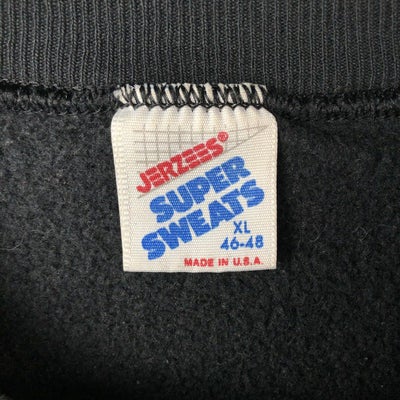 JERZEES®
SUPER
SWEATS
XL
46-48
MADE IN U.S.A.